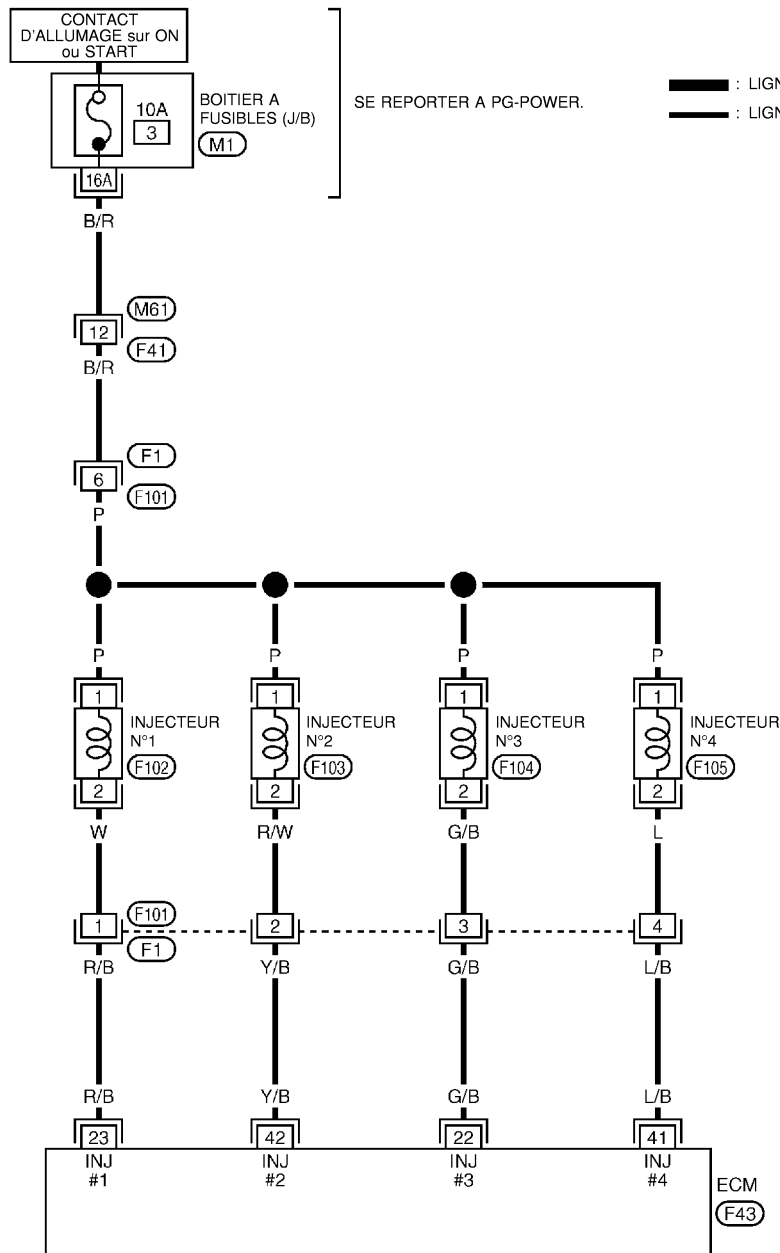 CONTACT
D'ALLUMAGE sur ON
ou START
10A
3
BOITIER A
FUSIBLES (J/B)
M1
SE REPORTER A PG-POWER.
: LIGN
: LIGN
16A
B/R
M61
12
F41
B/R
F1
6
F101
P
P P P P
1 1 1 1
INJECTEUR
N°1
F102
INJECTEUR
N°2
F103
INJECTEUR
N°3
F104
INJECTEUR
N°4
F105
2 2 2 2
W R/W G/B L
1 F101 2 3 4
F1
R/B Y/B G/B L/B
R/B Y/B G/B L/B
23 42 22 41
INJ
#1
INJ
#2
INJ
#3
INJ
#4
ECM
F43